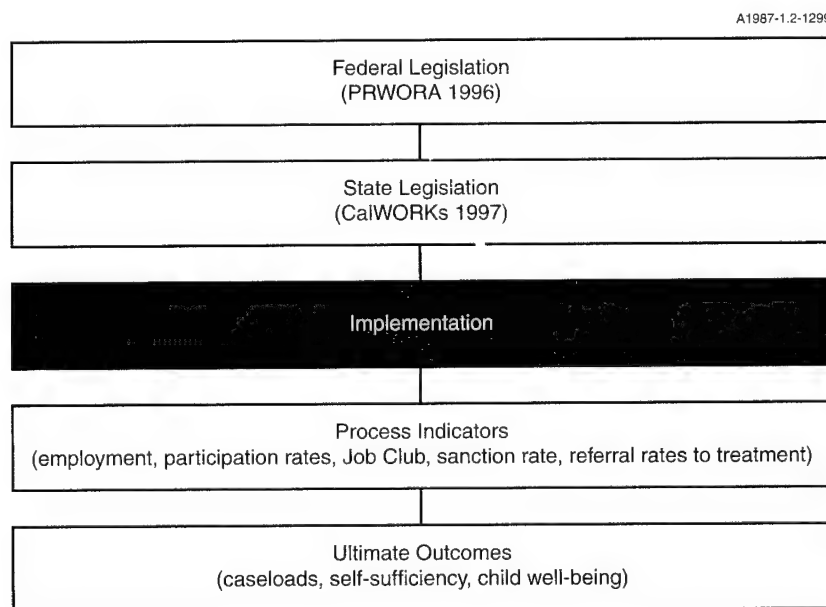 A1987-1.2-1299
Federal Legislation
(PRWORA 1996)
State Legislation
(CalWORKs 1997)
Implementation
Process Indicators
(employment, participation rates, Job Club, sanction rate, referral rates to treatment)
Ultimate Outcomes
(caseloads, self-sufficiency, child well-being)